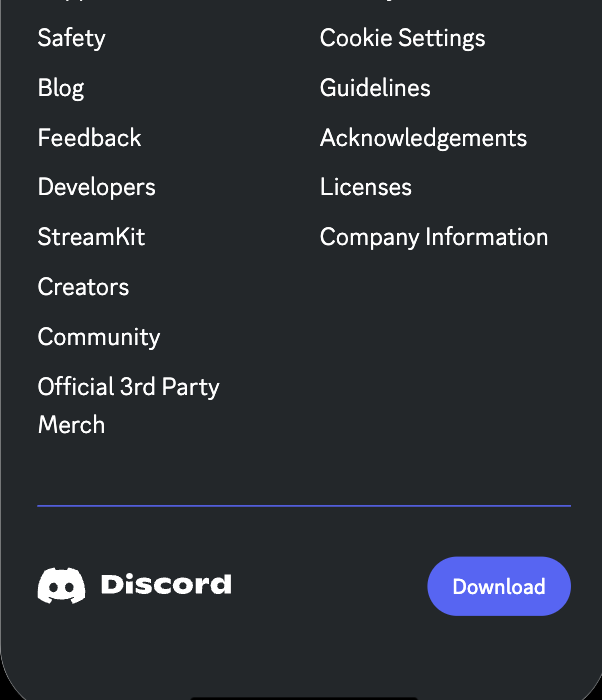 Safety
Blog
Feedback
Developers
StreamKit
Creators
Community
Official 3rd Party
Merch
Cookie Settings
Guidelines
Acknowledgements
Licenses
Company Information
Discord
Download